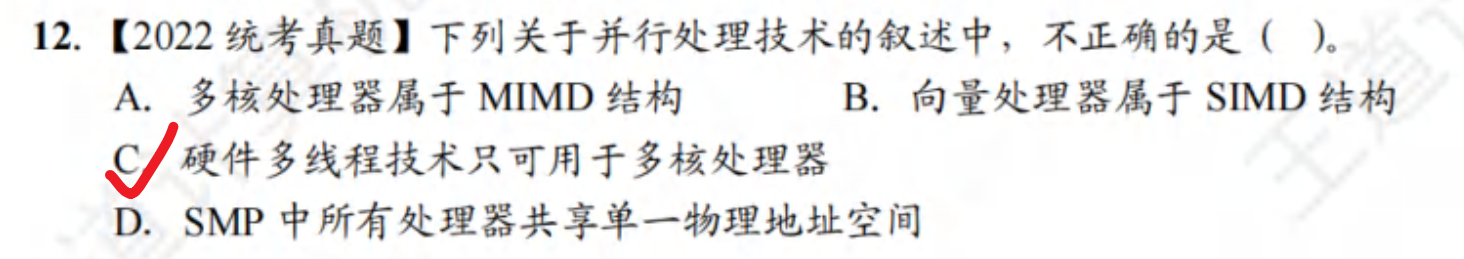 12. 【2022 统考真题】下列关于并行处理技术的叙述中，不正确的是（ ）。
A. 多核处理器属于 MIMD 结构 B. 向量处理器属于 SIMD 结构
C. 硬件多线程技术只可用于多核处理器
D. SMP 中所有处理器共享单一物理地址空间